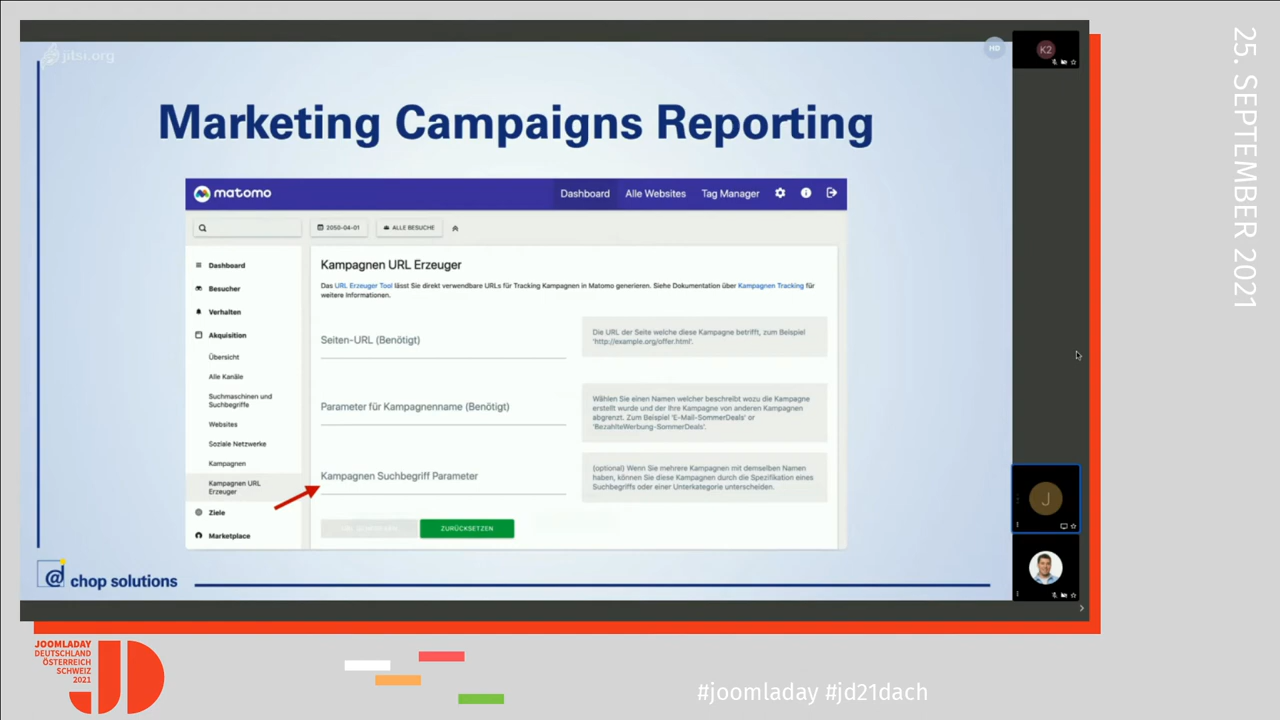 jitsi.org
HD
K2
25. SEPTEMBER 2021
Marketing Campaigns Reporting
matomo
Dashboard
Alle Websites
Tag Manager
2050-04-01
ALLE BESUCHE
Dashboard
Besucher
Verhalten
Akquisition
Übersicht
Alle Kanäle
Suchmaschinen und
Suchbegriffe
Websites
Soziale Netzwerke
Kampagnen
Kampagnen URL
Erzeuger
Ziele
Marketplace
Kampagnen URL Erzeuger
Das URL Erzeuger Tool lässt Sie direkt verwendbare URLs für Tracking Kampagnen in Matomo generieren. Siehe Dokumentation über Kampagnen Tracking für
weitere Informationen.
Seiten-URL (Benötigt)
Die URL der Seite welche diese Kampagne betrifft, zum Beispiel
'http://example.org/offer.html'.
Parameter für Kampagnenname (Benötigt)
Wählen Sie einen Namen welcher beschreibt wozu die Kampagne
erstellt wurde und der Ihre Kampagne von anderen Kampagnen
abgrenzt. Zum Beispiel 'E-Mail-SommerDeals' or
'BezahlteWerbung-SommerDeals'.
Kampagnen Suchbegriff Parameter
(optional) Wenn Sie mehrere Kampagnen mit demselben Namen
haben, können Sie diese Kampagnen durch die Spezifikation eines
Suchbegriffs oder einer Unterkategorie unterscheiden.
ZURÜCKSETZEN
J
@ chop solutions
JOOMLADAY
DEUTSCHLAND
ÖSTERREICH
SCHWEIZ
2021
JD
#joomladay #jd21dach